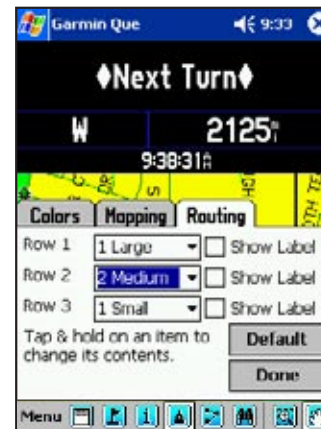 Garmin Que 9:33
Next Turn
W 2125
9:38:31
Colors Mapping Routing
Row 1 1 Large Show Label
Row 2 2 Medium Show Label
Row 3 1 Small Show Label
Tap & hold on an item to Default
change its contents.
Done
Menu